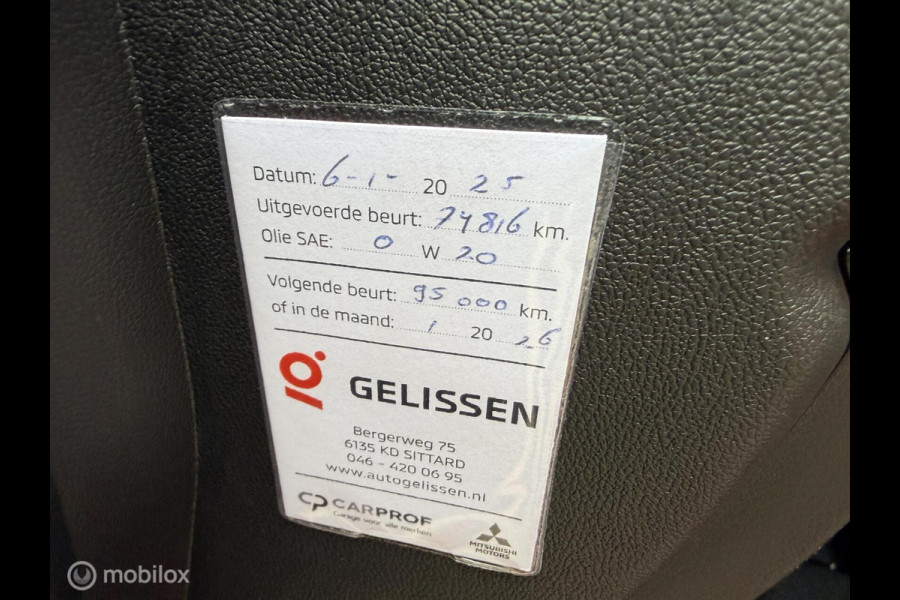 Datum: 6-1- 20 25
Uitgevoerde beurt: 74816 km.
Olie SAE: 0 W 20
Volgende beurt: 95 000 km.
of in de maand: 1 20 26
GELISSEN
Bergerweg 75
6135 KD SITTARD
046 - 420 06 95
www.autogelissen.nl
CP CARPROF
Garage voor alle merken
MITSUBISHI
MOTORS
mobilox